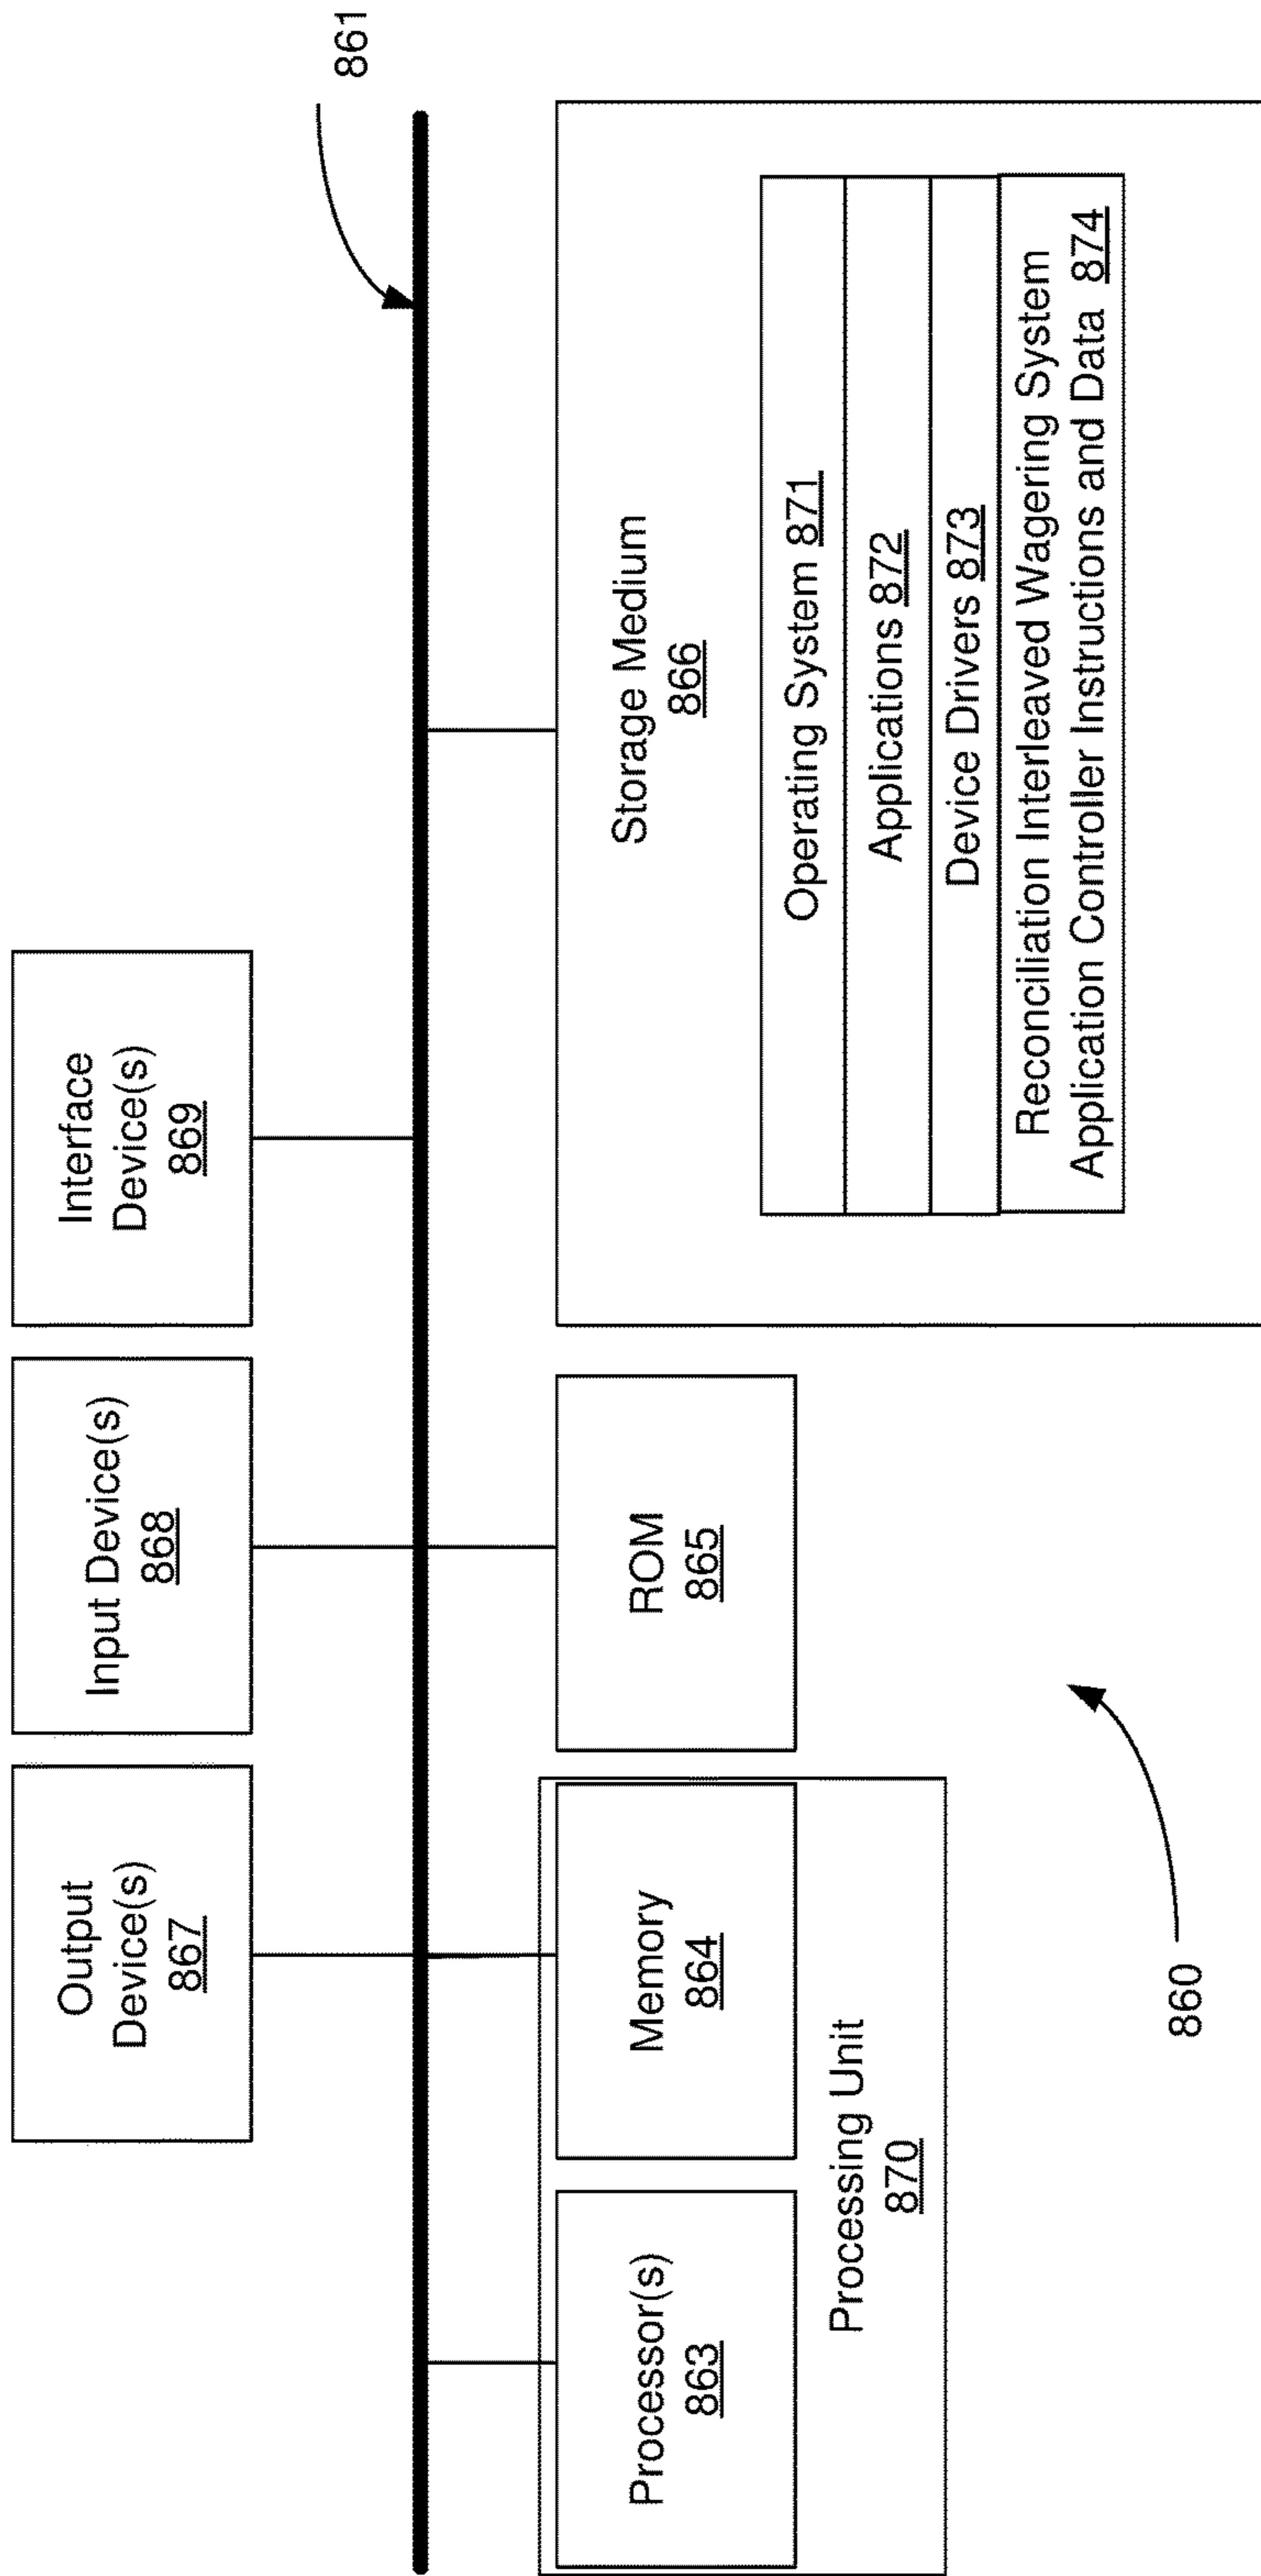 861
Output
Device(s)
867
Input Device(s)
868
Interface
Device(s)
869
Processor(s)
863
Memory
864
Processing Unit
870
ROM
865
Storage Medium
866
Operating System 871
Applications 872
Device Drivers 873
Reconciliation Interleaved Wagering System
Application Controller Instructions and Data 874
860